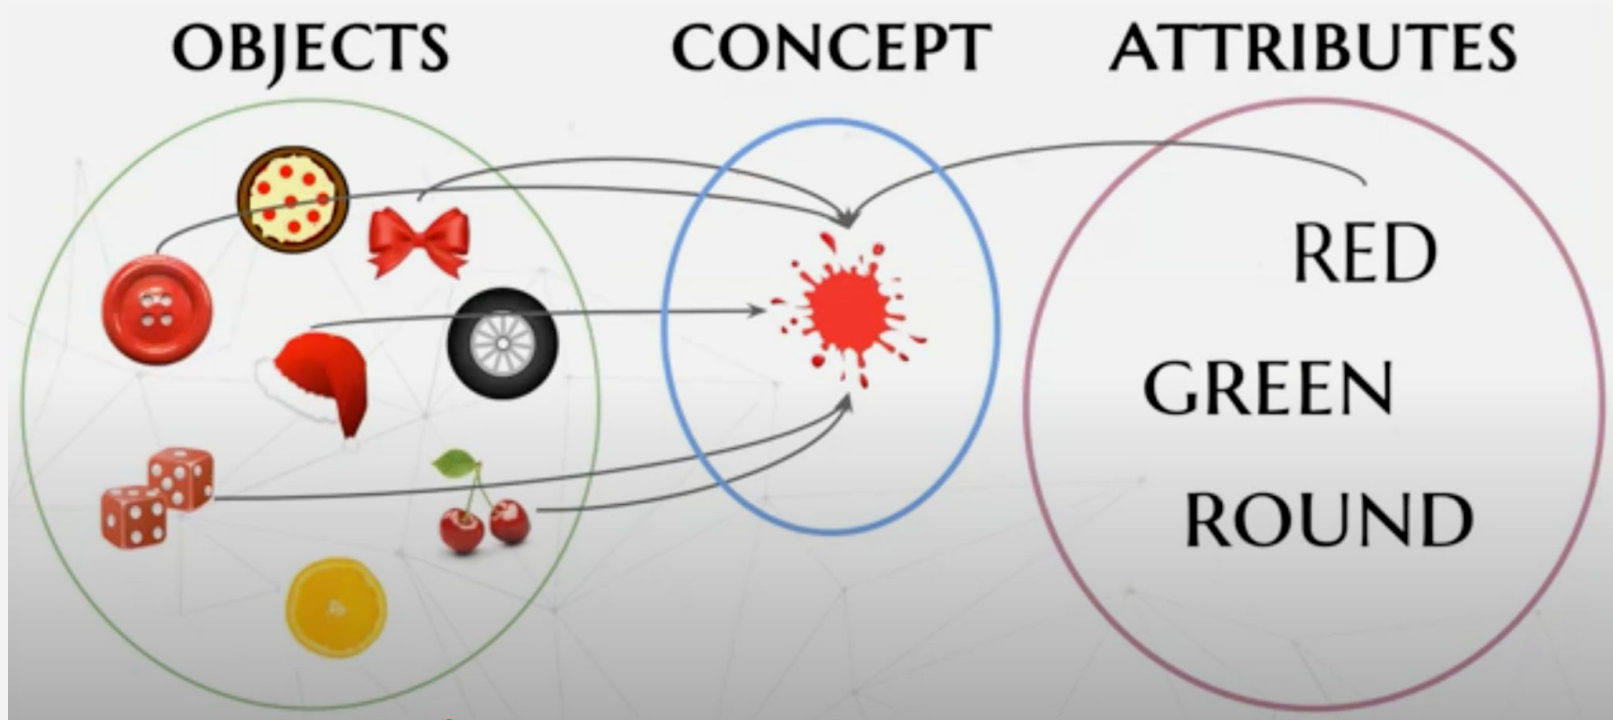 OBJECTS CONCEPT ATTRIBUTES
RED
GREEN
ROUND